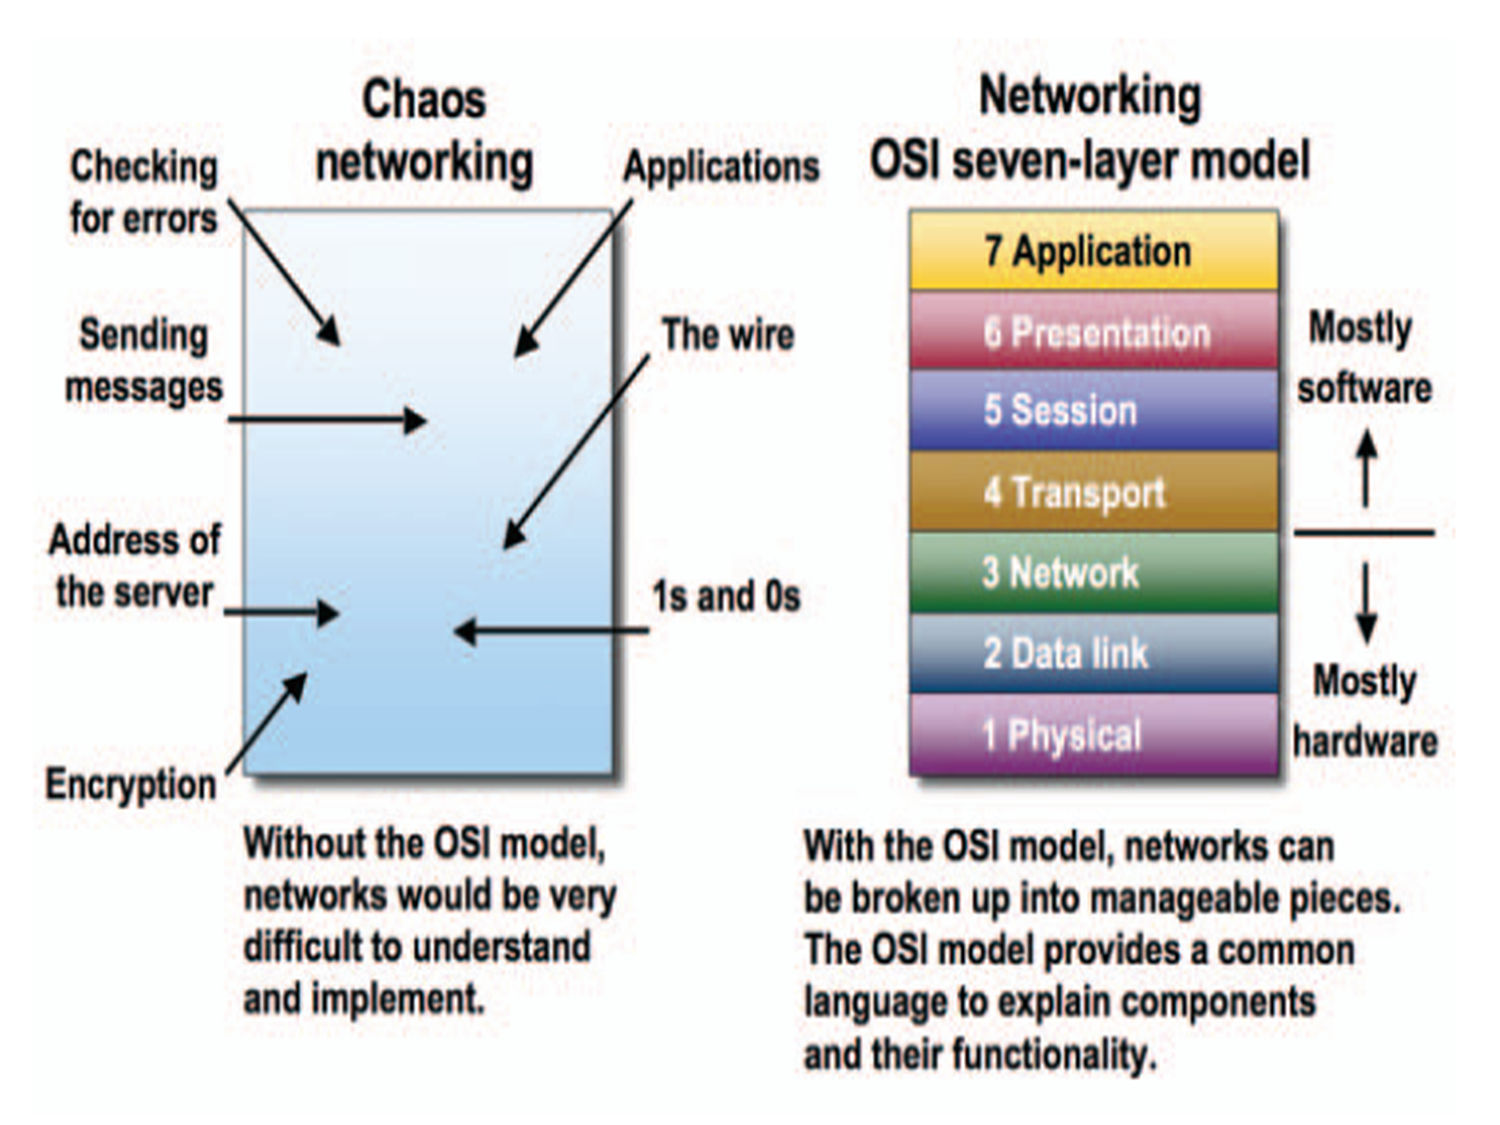 Chaos
networking
Checking
for errors
Applications
Sending
messages
The wire
Address of
the server
1s and 0s
Encryption
Without the OSI model,
networks would be very
difficult to understand
and implement.
Networking
OSI seven-layer model
7 Application
6 Presentation
5 Session
4 Transport
3 Network
2 Data link
1 Physical
Mostly
software
Mostly
hardware
With the OSI model, networks can
be broken up into manageable pieces.
The OSI model provides a common
language to explain components
and their functionality.